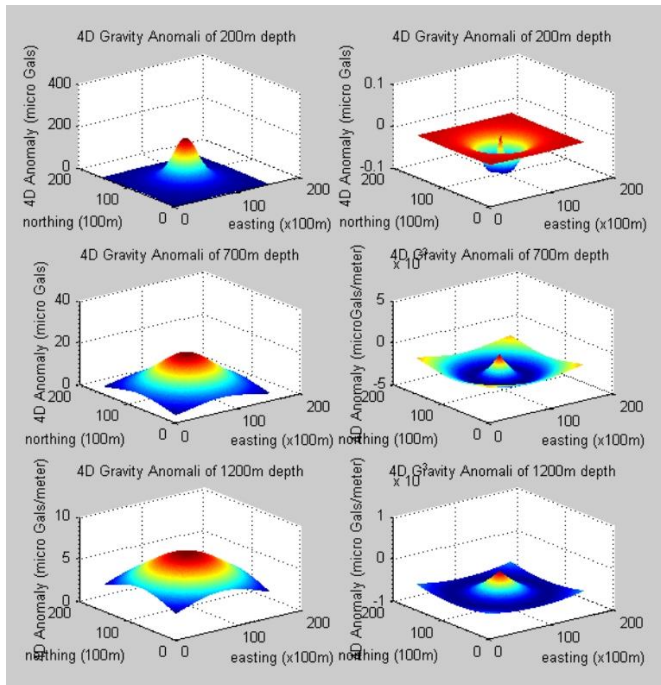 4D Gravity Anomali of 200m depth
4D Anomaly (micro Gals)
400
200
0
200
100
0
northing (100m)
0
100
200
easting (x100m)
4D Gravity Anomali of 200m depth
4D Anomaly (micro Gals)
0.1
0
-0.1
200
100
0
northing (100m)
0
100
200
easting (x100m)
4D Gravity Anomali of 700m depth
4D Anomaly (micro Gals)
40
20
0
200
100
0
northing (100m)
0
100
200
easting (x100m)
4D Gravity Anomali of 700m depth
4D Anomaly (microGals/meter)
x 10
5
0
-5
200
100
0
northing (100m)
0
100
200
easting (x100m)
4D Gravity Anomali of 1200m depth
4D Anomaly (micro Gals/meter)
10
5
0
200
100
0
northing (100m)
0
100
200
easting (x100m)
4D Gravity Anomali of 1200m depth
4D Anomaly (micro Gals/meter)
x 10
1
0
-1
200
100
0
northing (100m)
0
100
200
easting (x100m)